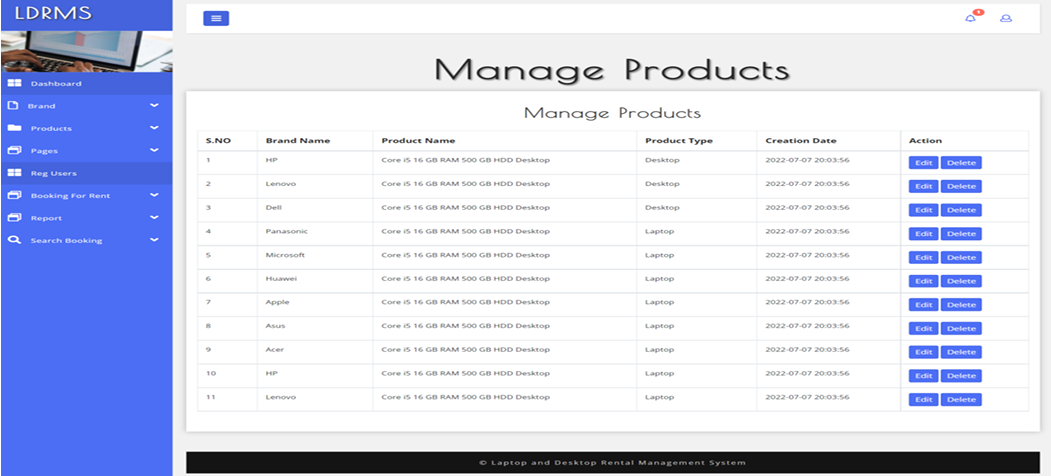 LDRMS
Dashboard
Brand
Products
Pages
Reg Users
Booking For Rent
Report
Search Booking
Manage Products
Manage Products
S.NO Brand Name Product Name Product Type Creation Date Action
1 HP Core i5 16 GB RAM 500 GB HDD Desktop Desktop 2022-07-07 20:03:56 Edit Delete
2 Lenovo Core i5 16 GB RAM 500 GB HDD Desktop Desktop 2022-07-07 20:03:56 Edit Delete
3 Dell Core i5 16 GB RAM 500 GB HDD Desktop Desktop 2022-07-07 20:03:56 Edit Delete
4 Panasonic Core i5 16 GB RAM 500 GB HDD Desktop Laptop 2022-07-07 20:03:56 Edit Delete
5 Microsoft Core i5 16 GB RAM 500 GB HDD Desktop Laptop 2022-07-07 20:03:56 Edit Delete
6 Huawei Core i5 16 GB RAM 500 GB HDD Desktop Laptop 2022-07-07 20:03:56 Edit Delete
7 Apple Core i5 16 GB RAM 500 GB HDD Desktop Laptop 2022-07-07 20:03:56 Edit Delete
8 Asus Core i5 16 GB RAM 500 GB HDD Desktop Laptop 2022-07-07 20:03:56 Edit Delete
9 Acer Core i5 16 GB RAM 500 GB HDD Desktop Laptop 2022-07-07 20:03:56 Edit Delete
10 HP Core i5 16 GB RAM 500 GB HDD Desktop Laptop 2022-07-07 20:03:56 Edit Delete
11 Lenovo Core i5 16 GB RAM 500 GB HDD Desktop Laptop 2022-07-07 20:03:56 Edit Delete
© Laptop and Desktop Rental Management System